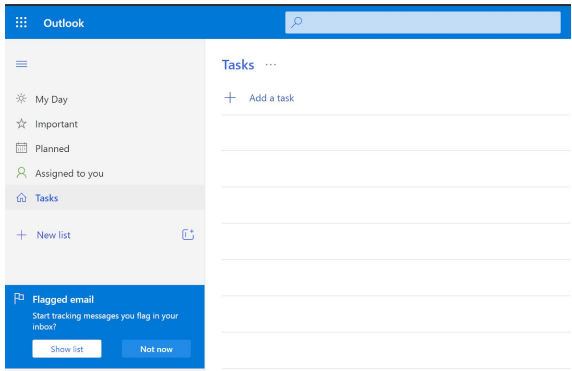 Outlook
Tasks ...
My Day
Add a task
Important
Planned
Assigned to you
Tasks
New list
Flagged email
Start tracking messages you flag in your
inbox?
Show list Not now